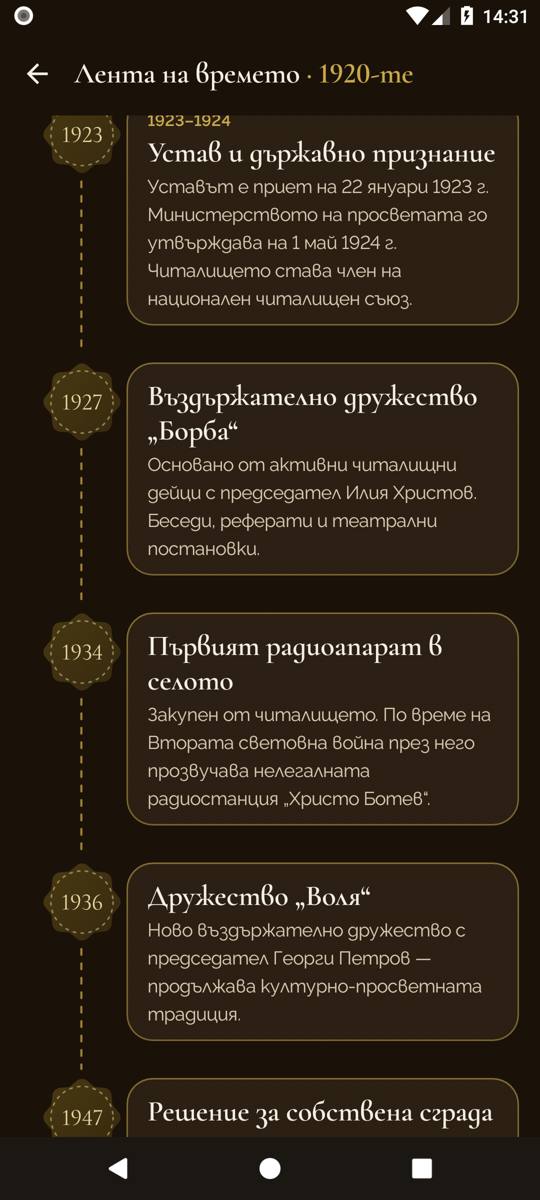 14:31
Лента на времето · 1920-те
1923
1923–1924
Устав и държавно признание
Уставът е приет на 22 януари 1923 г.
Министерството на просветата го
утвърждава на 1 май 1924 г.
Читалището става член на
национален читалищен съюз.
1927
Въздържателно дружество
„Борба“
Основано от активни читалищни
дейци с председател Илия Христов.
Беседи, реферати и театрални
постановки.
1934
Първият радиоапарат в
селото
Закупен от читалището. По време на
Втората световна война през него
прозвучава нелегалната
радиостанция „Христо Ботев“.
1936
Дружество „Воля“
Ново въздържателно дружество с
председател Георги Петров —
продължава културно-просветната
традиция.
1947
Решение за собствена сграда